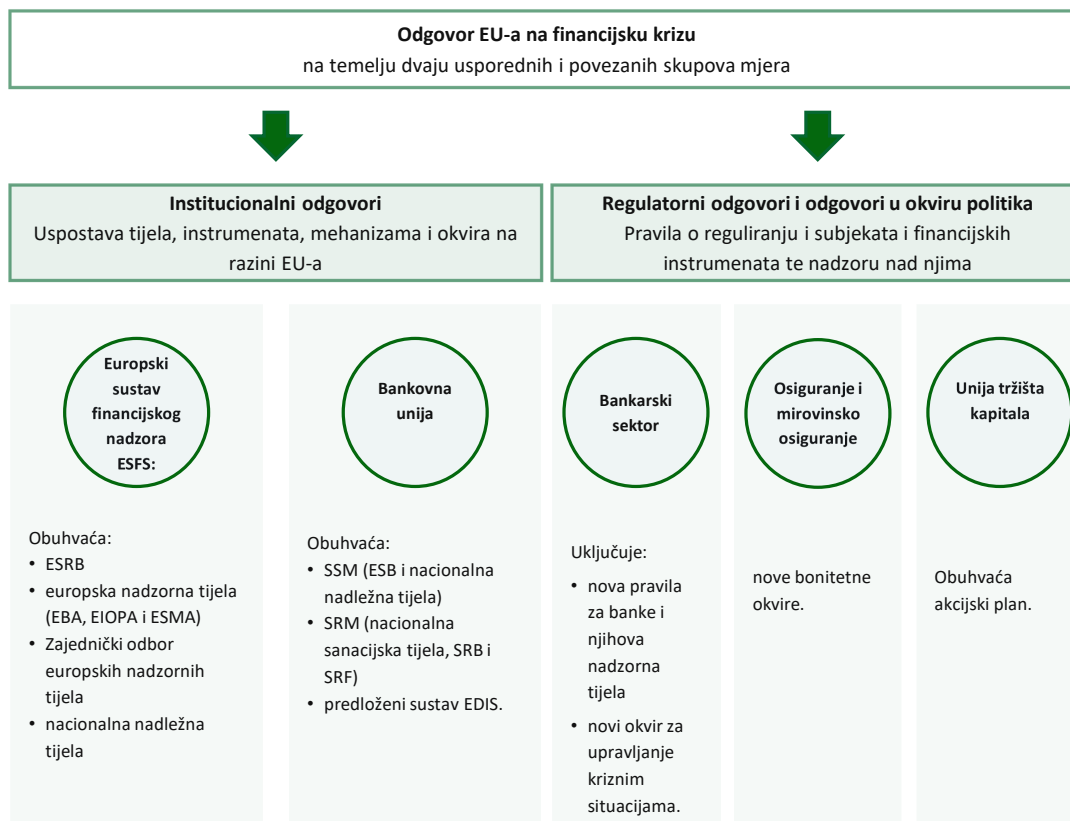 Odgovor EU-a na financijsku krizu
na temelju dvaju usporednih i povezanih skupova mjera
Institucionalni odgovori
Uspostava tijela, instrumenata, mehanizama i okvira na
razini EU-a
Regulatorni odgovori i odgovori u okviru politika
Pravila o reguliranju i subjekata i financijskih
instrumenata te nadzoru nad njima
Europski
sustav
financijskog
nadzora
ESFS:
Obuhvaća:
• ESRB
• europska nadzorna tijela
(EBA, EIOPA i ESMA)
• Zajednički odbor
europskih nadzornih
tijela
• nacionalna nadležna
tijela
Bankovna
unija
Obuhvaća:
• SSM (ESB i nacionalna
nadležna tijela)
• SRM (nacionalna
sanacijska tijela, SRB i
SRF)
• predloženi sustav EDIS.
Bankarski
sektor
Uključuje:
• nova pravila
za banke i
njihova
nadzorna
tijela
• novi okvir za
upravljanje
kriznim
situacijama.
Osiguranje i
mirovinsko
osiguranje
nove bonitetne
okvire.
Unija tržišta
kapitala
Obuhvaća
akcijski plan.